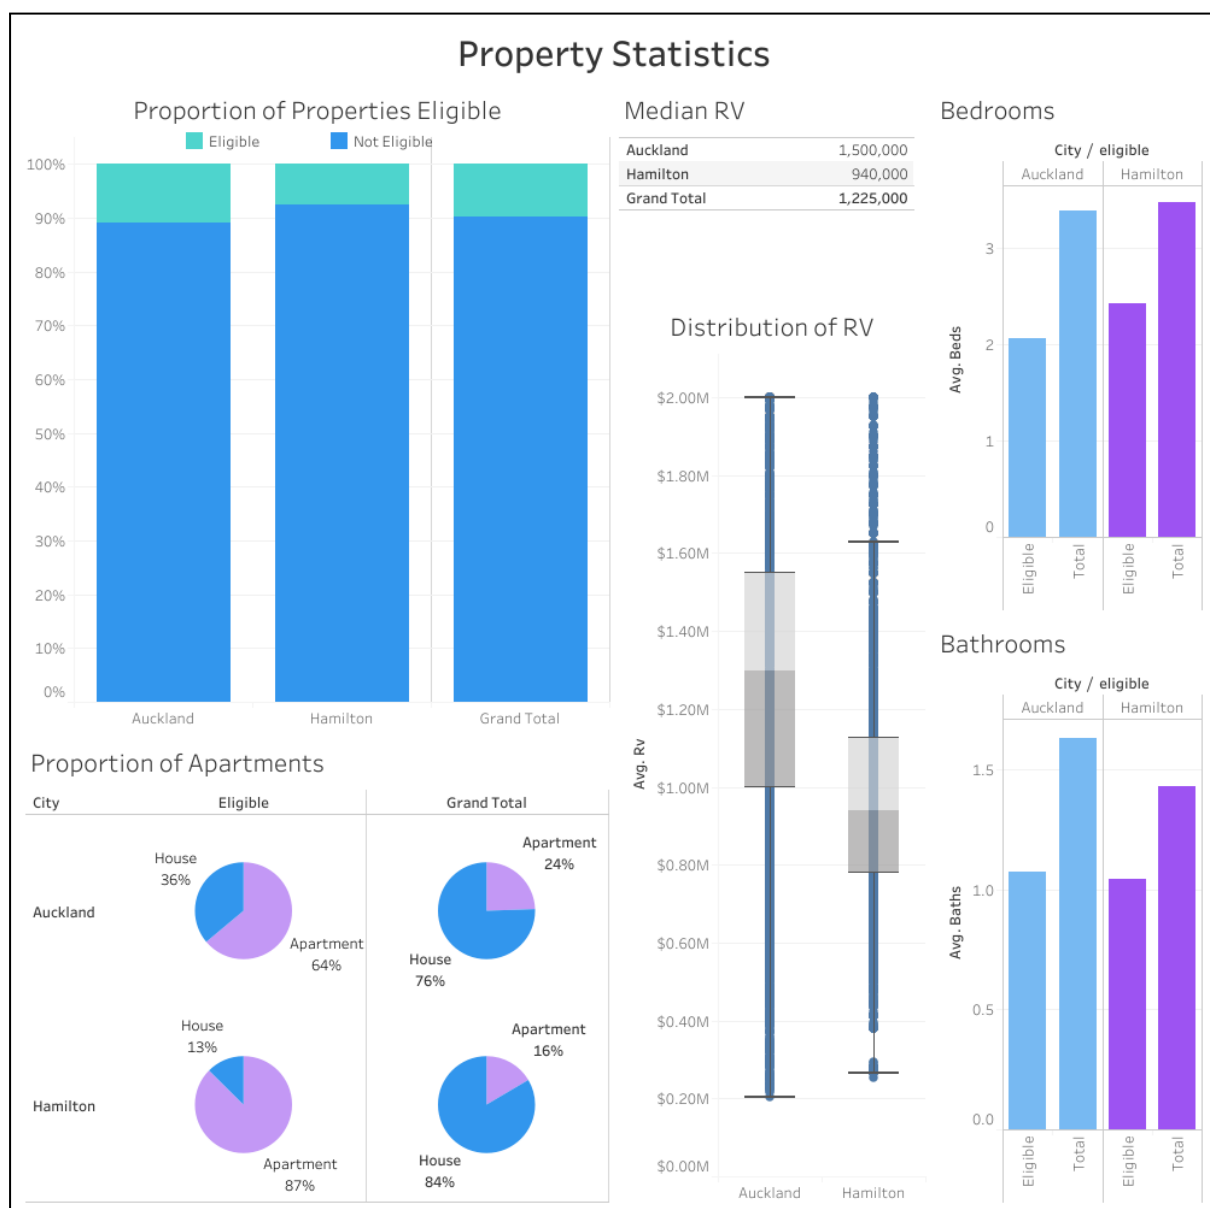 Property Statistics
Proportion of Properties Eligible
Eligible
Not Eligible
100%
90%
80%
70%
60%
50%
40%
30%
20%
10%
0%
Auckland
Hamilton
Grand Total
Median RV
Auckland 1,500,000
Hamilton 940,000
Grand Total 1,225,000
Distribution of RV
Avg. Rv
$2.00M
$1.80M
$1.60M
$1.40M
$1.20M
$1.00M
$0.80M
$0.60M
$0.40M
$0.20M
$0.00M
Auckland
Hamilton
Bedrooms
City / eligible
Auckland
Hamilton
Avg. Beds
3
2
1
0
Eligible
Total
Eligible
Total
Bathrooms
City / eligible
Auckland
Hamilton
Avg. Baths
1.5
1.0
0.5
0.0
Eligible
Total
Eligible
Total
Proportion of Apartments
City Eligible Grand Total
Auckland
House
36%
Apartment
64%
Apartment
24%
House
76%
Hamilton
House
13%
Apartment
87%
Apartment
16%
House
84%